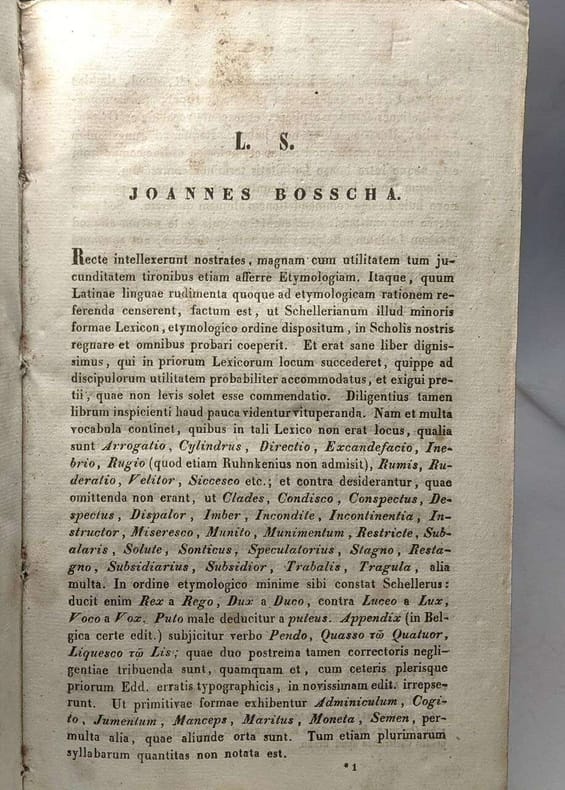 L. S.
JOANNES BOSSCHA.
Recte intellexerunt nostrates, magnam cum utilitatem tum ju-
cunditatem tironibus etiam afferre Etymologiam. Itaque, quum
Latinae linguae rudimenta quoque ad etymologicam rationem re-
ferenda censerent, factum est, ut Schellerianum illud minoris
formae Lexicon, etymologico ordine dispositum, in Scholis nostris
regnare et omnibus probari coeperit. Et erat sane liber dignis-
simus, qui in priorum Lexicorum locum succederet, quippe ad
discipulorum utilitatem probabiliter accommodatus, et exigui pre-
tii, quae non levis solet esse commendatio. Diligentius tamen
librum inspicienti haud pauca videntur vituperanda. Nam et multa
vocabula continet, quibus in tali Lexico non erat locus, qualia
sunt Arrogatio, Cylindrus, Directio, Excandefacio, Ine-
brio, Rugio (quod etiam Ruhnkenius non admisit), Rumis, Ru-
deratio, Velitor, Siccesco etc.; et contra desiderantur, quae
omittenda non erant, ut Clades, Condisco, Conspectus, De-
spectus, Dispalor, Imber, Incondite, Incontinentia, In-
structor, Miseresco, Munito, Munimentum, Restricte, Sub-
alaris, Solute, Sonticus, Speculatorius, Stagno, Resta-
gno, Subsidiarius, Subsidior, Trabalis, Tragula, alia
multa. In ordine etymologico minime sibi constat Schellerus:
ducit enim Rex a Rego, Dux a Duco, contra Luceo a Lux,
Voco a Vox. Puto male deducitur a puteus. Appendix (in Bel-
gica certe edit.) subjicitur verbo Pendo, Quasso τῷ Quatuor,
Liquesco τῷ Lis; quae duo postrema tamen correctoris negli-
gentiae tribuenda sunt, quamquam et, cum ceteris plerisque
priorum Edd. erratis typographicis, in novissimam edit. irrepse-
runt. Ut primitivae formae exhibentur Adminiculum, Cogi-
to, Jumentum, Manceps, Maritus, Moneta, Semen, per-
multa alia, quae aliunde orta sunt. Tum etiam plurimarum
syllabarum quantitas non notata est.
*1